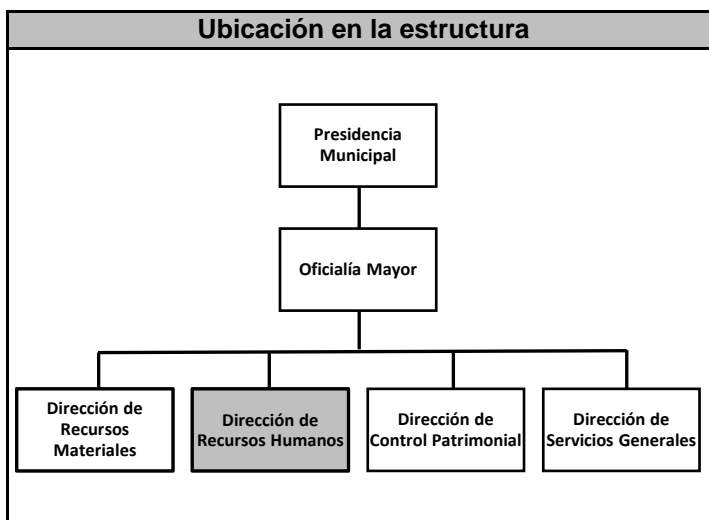 Ubicación en la estructura
Presidencia
Municipal
Oficialía Mayor
Dirección de
Recursos
Materiales
Dirección de
Recursos Humanos
Dirección de
Control Patrimonial
Dirección de
Servicios Generales